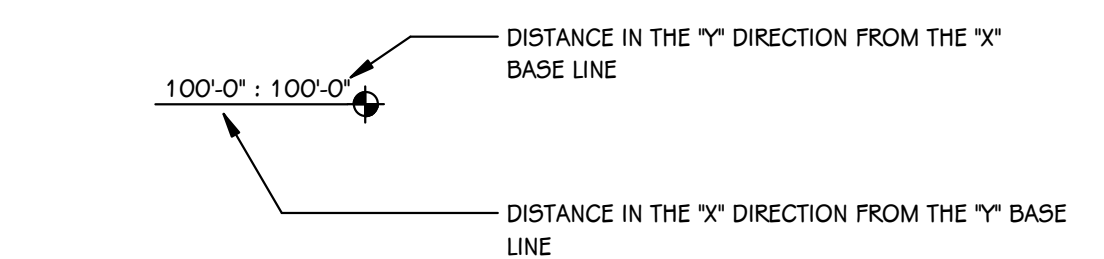 DISTANCE IN THE "Y" DIRECTION FROM THE "X"
BASE LINE
100'-0" : 100'-0"
DISTANCE IN THE "X" DIRECTION FROM THE "Y" BASE
LINE